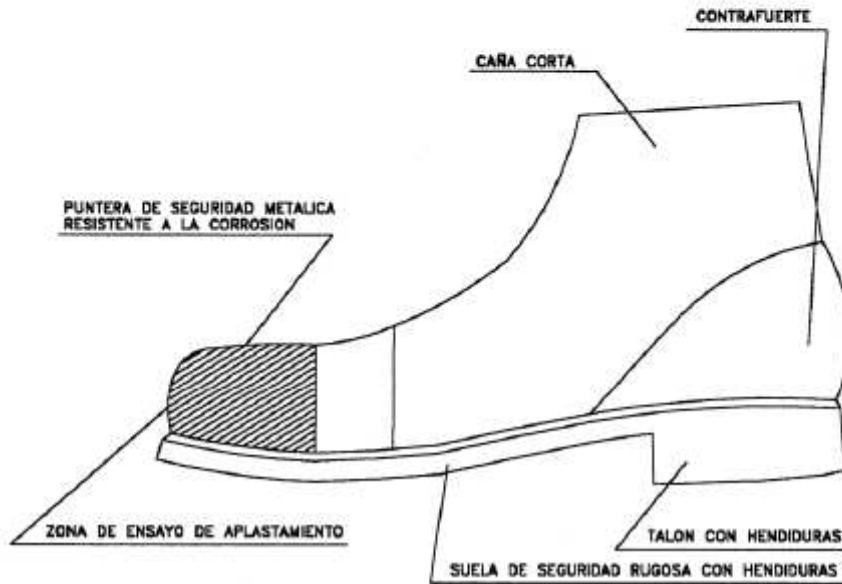 CONTRAFUERTE
CAÑA CORTA
PUNTERA DE SEGURIDAD METALICA
RESISTENTE A LA CORROSION
ZONA DE ENSAYO DE APLASTAMIENTO
TALON CON HENDIDURAS
SUELA DE SEGURIDAD RUGOSA CON HENDIDURAS